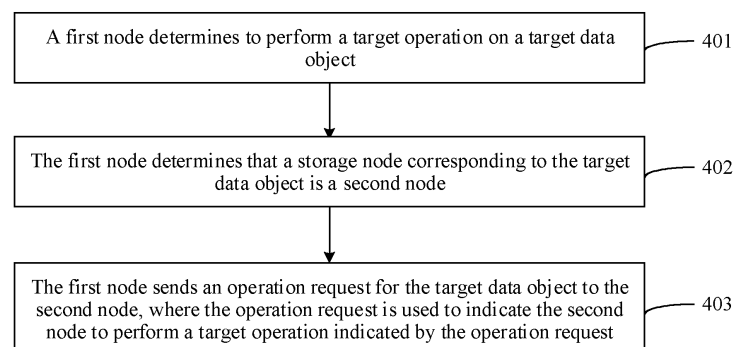 A first node determines to perform a target operation on a target data
object
401
The first node determines that a storage node corresponding to the target
data object is a second node
402
The first node sends an operation request for the target data object to the
second node, where the operation request is used to indicate the second
node to perform a target operation indicated by the operation request
403